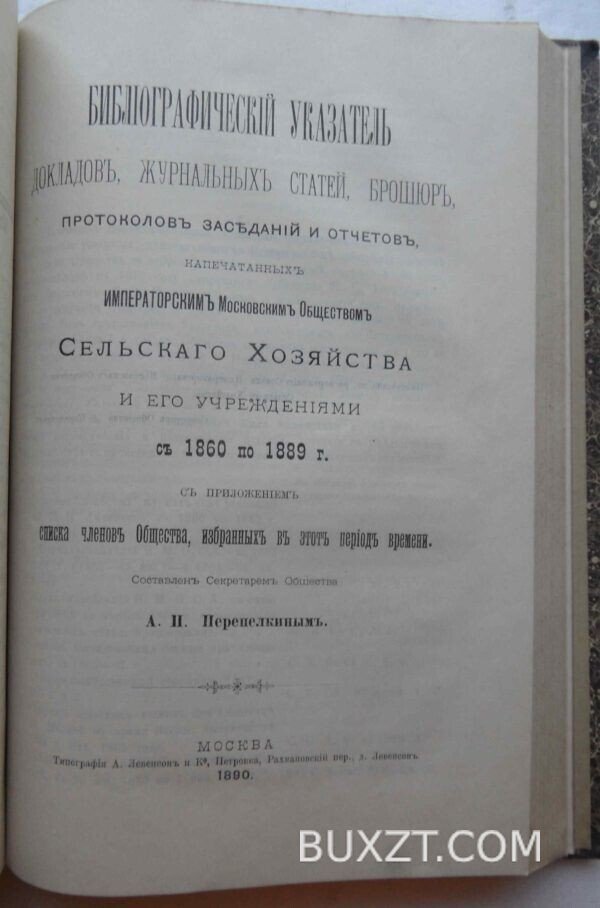 БИБЛІОГРАФИЧЕСКІЙ УКАЗАТЕЛЬ
ДОКЛАДОВЪ, ЖУРНАЛЬНЫХЪ СТАТЕЙ, БРОШЮРЪ,
ПРОТОКОЛОВЪ ЗАСѢДАНІЙ И ОТЧЕТОВЪ,
НАПЕЧАТАННЫХЪ
ИМПЕРАТОРСКИМЪ Московскимъ Обществомъ
Сельскаго Хозяйства
И ЕГО УЧРЕЖДЕНІЯМИ
съ 1860 по 1889 г.
СЪ ПРИЛОЖЕНІЕМЪ
списка членовъ Общества, избранныхъ въ этотъ періодъ времени.
Составленъ Секретаремъ Общества
А. П. Перепелкинымъ.
МОСКВА
Типографія А. Левенсонъ и Кº, Петровка, Рахмановскій пер., д. Левенсонъ
1890.
BUXZT.COM